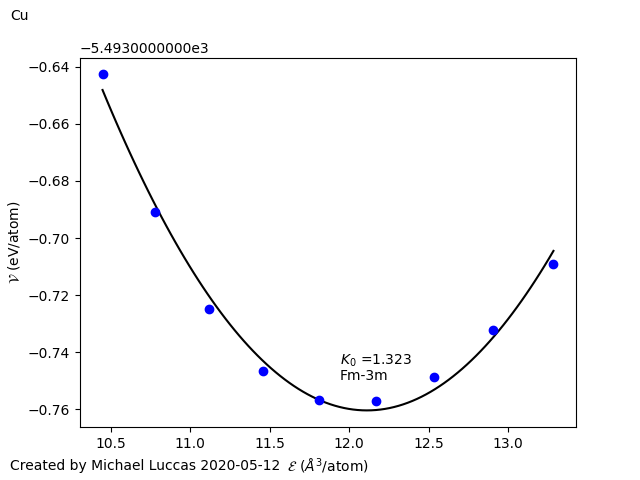 Cu
−5.4930000000e3
−0.64
−0.66
−0.68
−0.70
−0.72
−0.74
−0.76
𝒱 (eV/atom)
K₀ =1.323
Fm-3m
10.5 11.0 11.5 12.0 12.5 13.0
Created by Michael Luccas 2020-05-12 ℰ (Å³/atom)